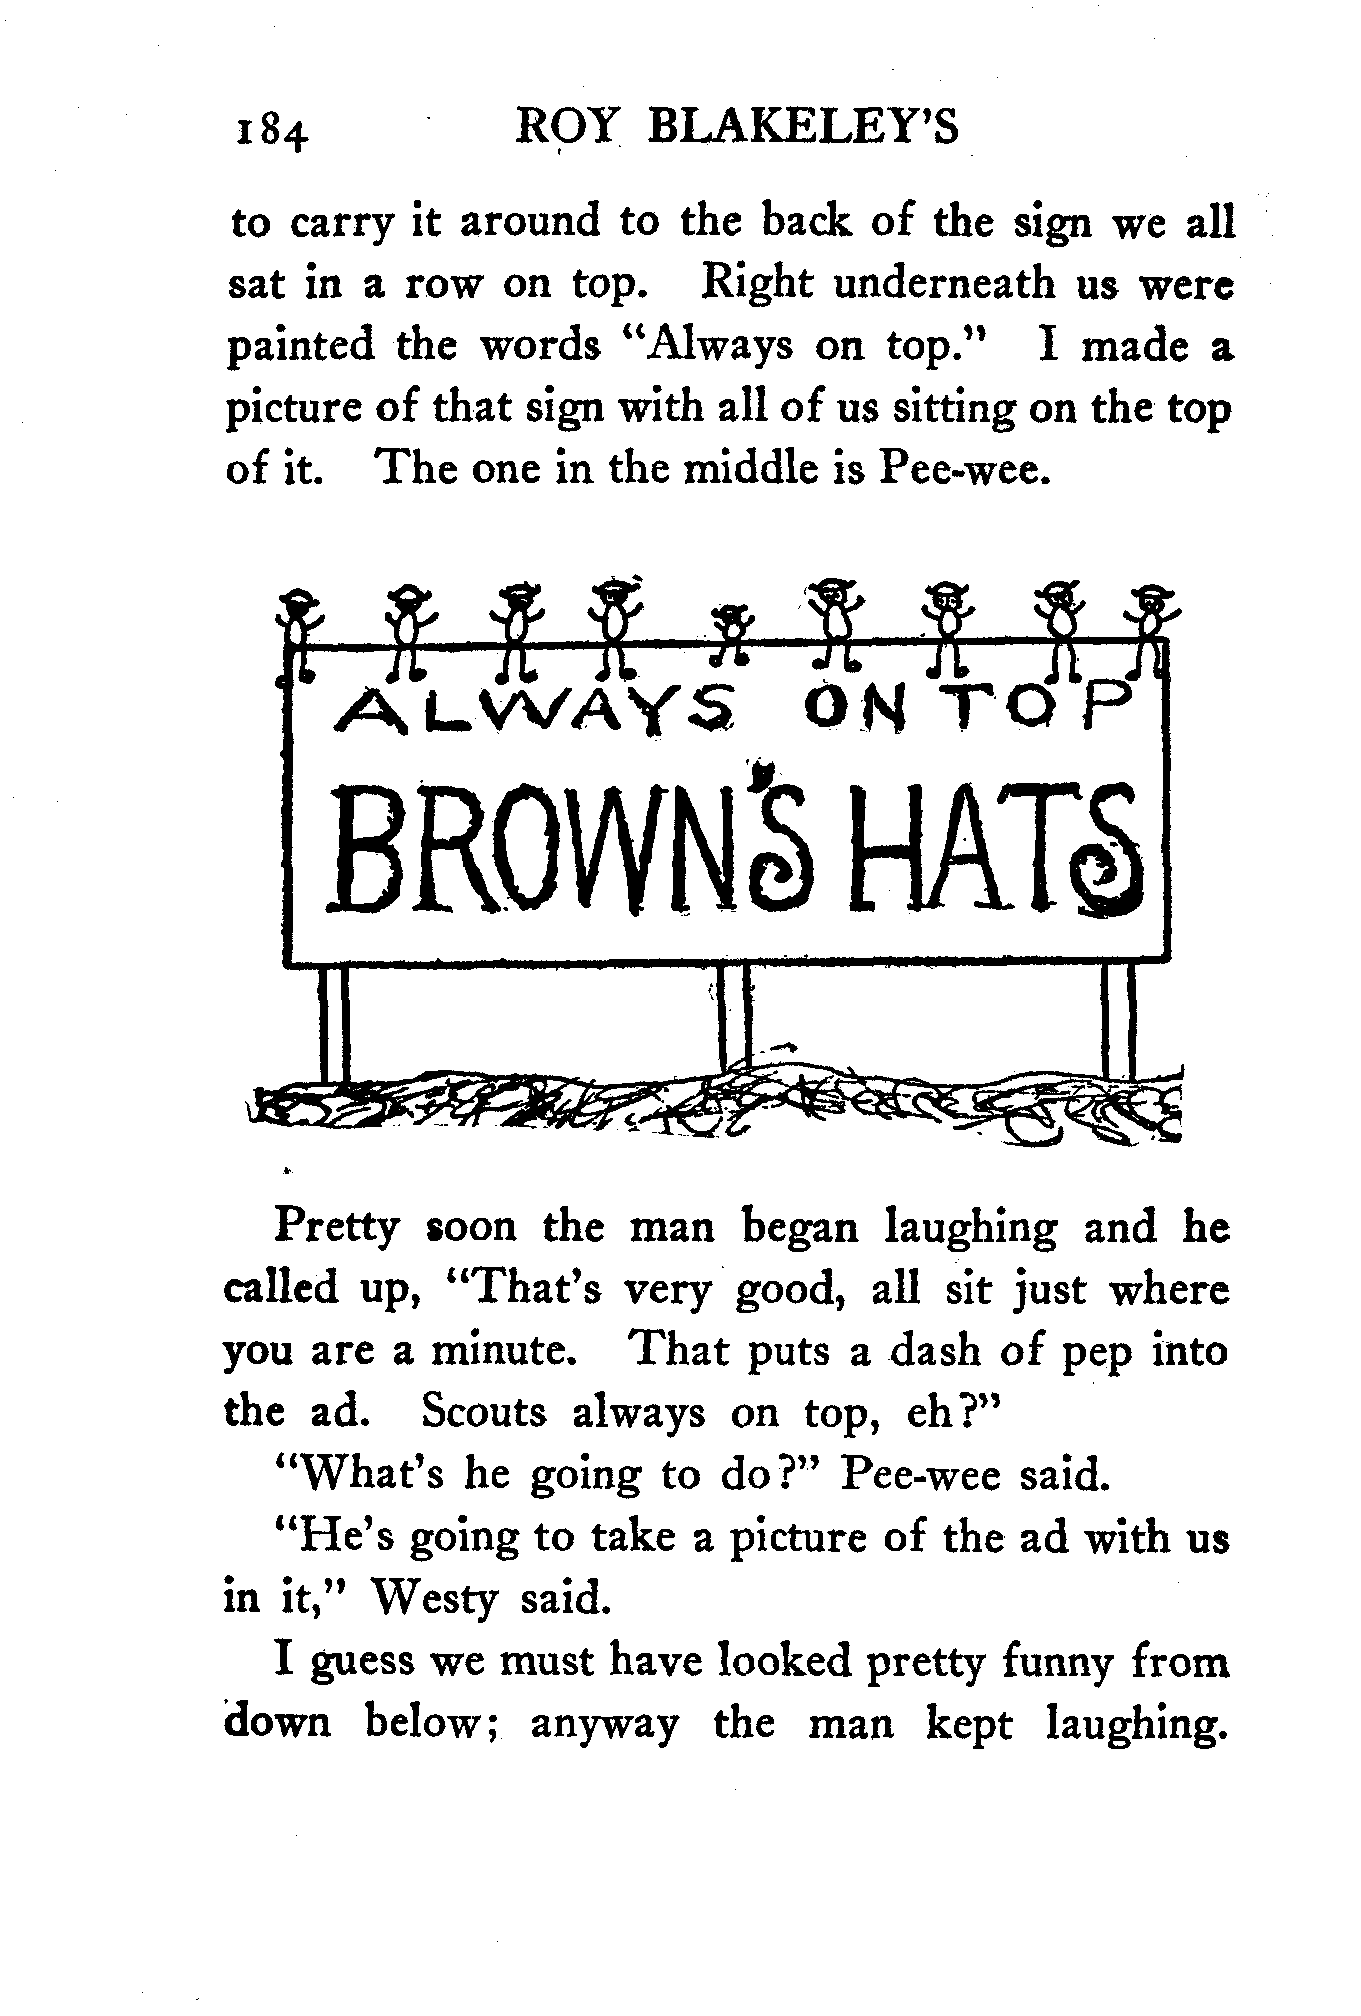 184 ROY BLAKELEY'S
to carry it around to the back of the sign we all
sat in a row on top. Right underneath us were
painted the words "Always on top." I made a
picture of that sign with all of us sitting on the top
of it. The one in the middle is Pee-wee.
ALWAYS ON TOP
BROWN'S HATS
Pretty soon the man began laughing and he
called up, "That's very good, all sit just where
you are a minute. That puts a dash of pep into
the ad. Scouts always on top, eh?"
"What's he going to do?" Pee-wee said.
"He's going to take a picture of the ad with us
in it," Westy said.
I guess we must have looked pretty funny from
down below; anyway the man kept laughing.